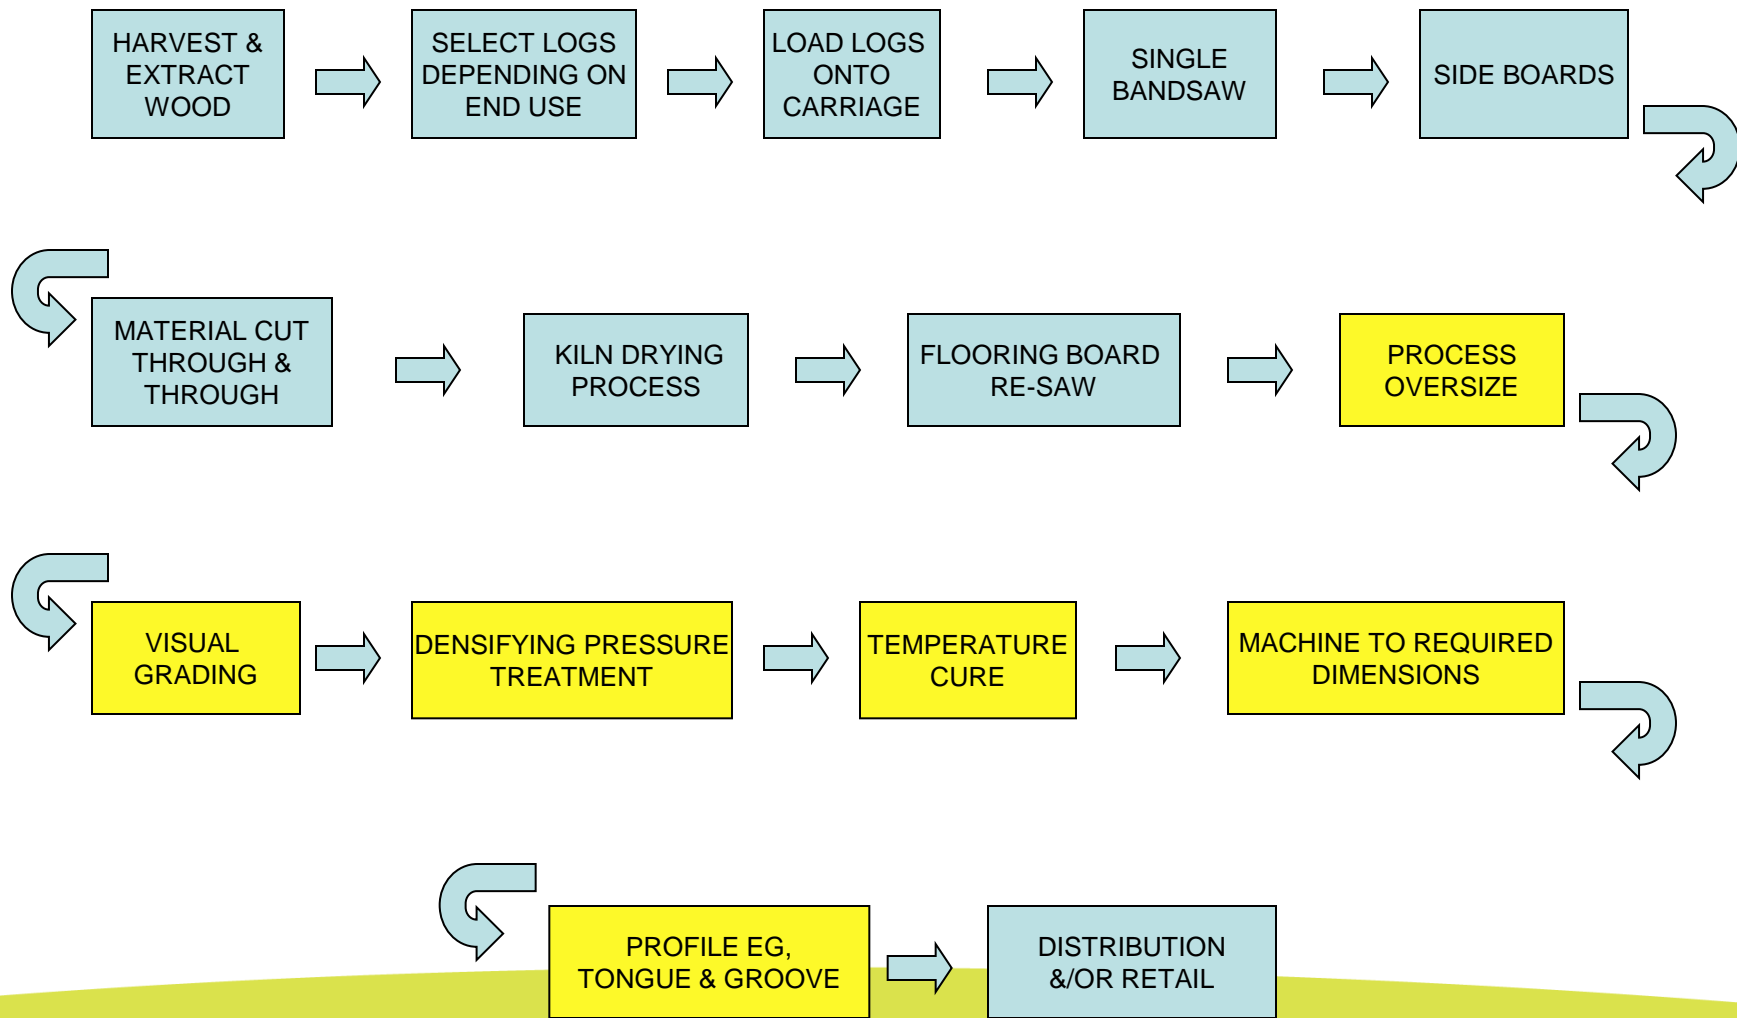 HARVEST &
EXTRACT
WOOD
SELECT LOGS
DEPENDING ON
END USE
LOAD LOGS
ONTO
CARRIAGE
SINGLE
BANDSAW
SIDE BOARDS
MATERIAL CUT
THROUGH &
THROUGH
KILN DRYING
PROCESS
FLOORING BOARD
RE-SAW
PROCESS
OVERSIZE
VISUAL
GRADING
DENSIFYING PRESSURE
TREATMENT
TEMPERATURE
CURE
MACHINE TO REQUIRED
DIMENSIONS
PROFILE EG,
TONGUE & GROOVE
DISTRIBUTION
&/OR RETAIL